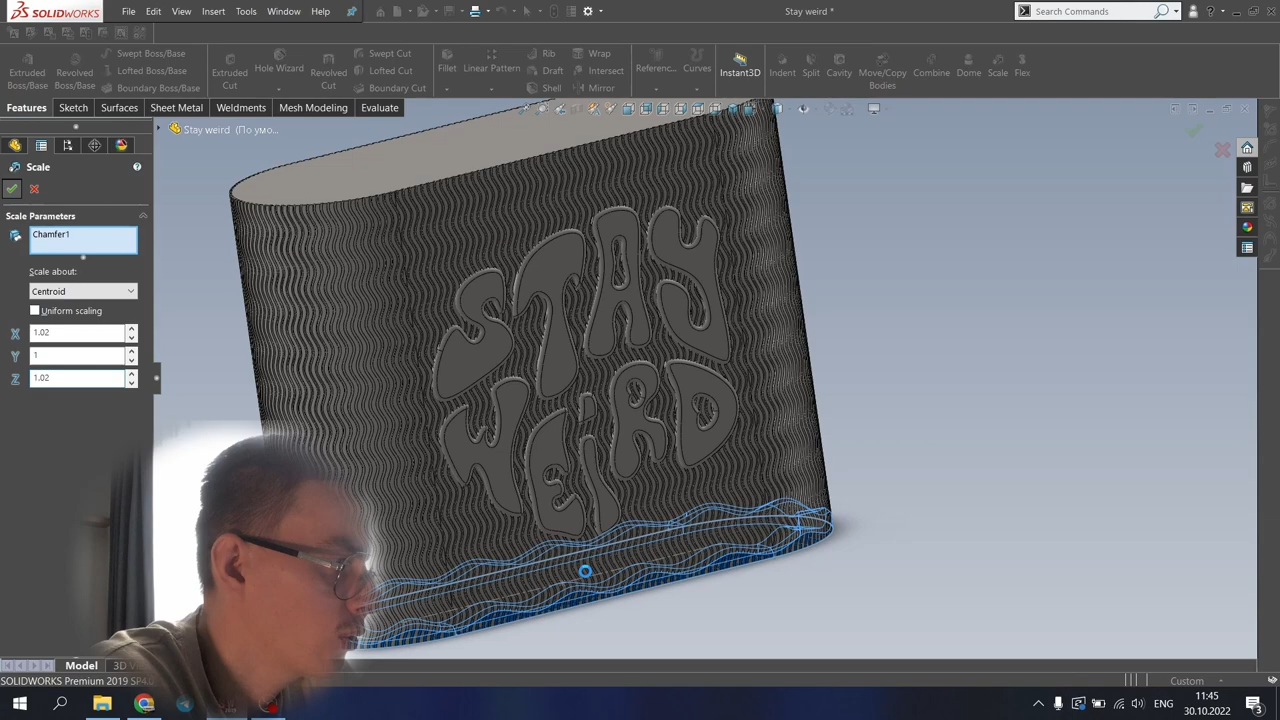 SOLIDWORKS
File
Edit
View
Insert
Tools
Window
Help
Stay weird *
Search Commands
Extruded Boss/Base
Revolved Boss/Base
Swept Boss/Base
Lofted Boss/Base
Boundary Boss/Base
Extruded Cut
Hole Wizard
Revolved Cut
Swept Cut
Lofted Cut
Boundary Cut
Fillet
Linear Pattern
Rib
Draft
Shell
Wrap
Intersect
Mirror
Referenc...
Curves
Instant3D
Indent
Split
Cavity
Move/Copy Bodies
Combine
Dome
Scale
Flex
Features
Sketch
Surfaces
Sheet Metal
Weldments
Mesh Modeling
Evaluate
Stay weird (По умо...
Scale
Scale Parameters
Chamfer1
Scale about:
Centroid
Uniform scaling
X 1.02
Y 1
Z 1.02
STAY
WEIRD
Model
SOLIDWORKS Premium 2019 SP4.0
Custom
ENG
11:45
30.10.2022
3